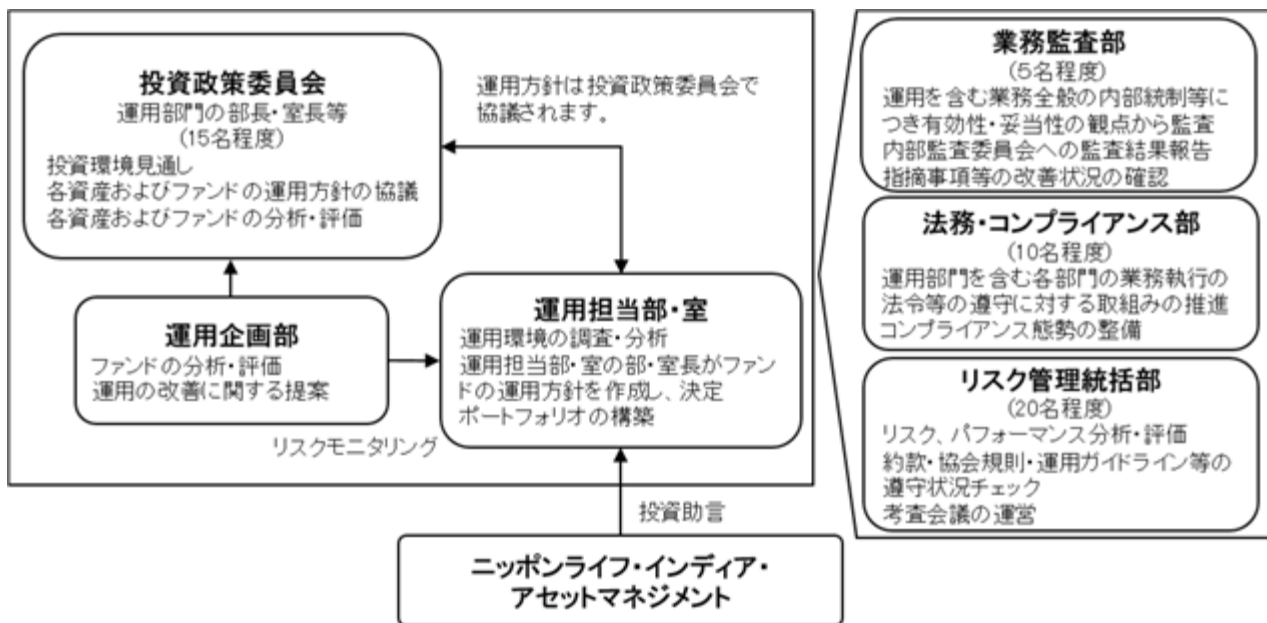 投資政策委員会
運用部門の部長・室長等
(15名程度)
投資環境見通し
各資産およびファンドの運用方針の協議
各資産およびファンドの分析・評価
運用方針は投資政策委員会で
協議されます。
運用企画部
ファンドの分析・評価
運用の改善に関する提案
リスクモニタリング
運用担当部・室
運用環境の調査・分析
運用担当部・室の部・室長がファン
ドの運用方針を作成し、決定
ポートフォリオの構築
投資助言
ニッポンライフ・インディア・
アセットマネジメント
業務監査部
(5名程度)
運用を含む業務全般の内部統制等に
つき有効性・妥当性の観点から監査
内部監査委員会への監査結果報告
指摘事項等の改善状況の確認
法務・コンプライアンス部
(10名程度)
運用部門を含む各部門の業務執行の
法令等の遵守に対する取組みの推進
コンプライアンス態勢の整備
リスク管理統括部
(20名程度)
リスク、パフォーマンス分析・評価
約款・協会規則・運用ガイドライン等の
遵守状況チェック
考査会議の運営